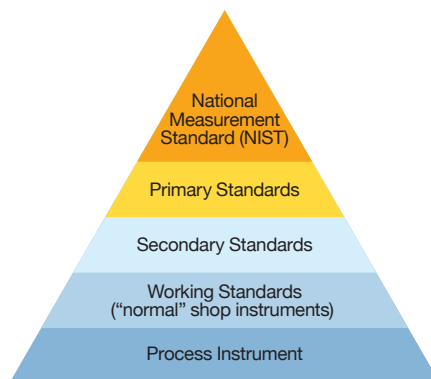 National
Measurement
Standard (NIST)
Primary Standards
Secondary Standards
Working Standards
(“normal” shop instruments)
Process Instrument